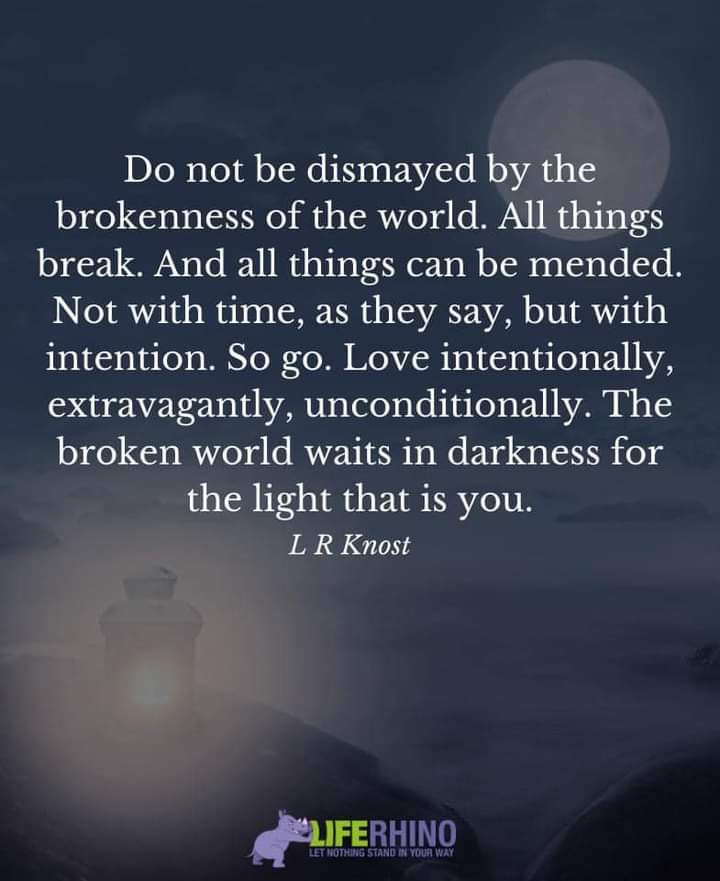 Do not be dismayed by the
brokenness of the world. All things
break. And all things can be mended.
Not with time, as they say, but with
intention. So go. Love intentionally,
extravagantly, unconditionally. The
broken world waits in darkness for
the light that is you.
L R Knost
LIFERHINO
LET NOTHING STAND IN YOUR WAY